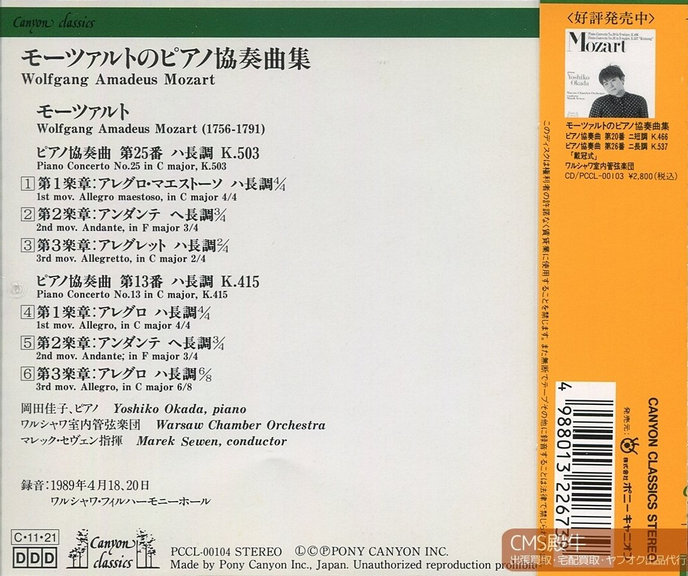 Canyon classics
モーツァルトのピアノ協奏曲集
Wolfgang Amadeus Mozart
モーツァルト
Wolfgang Amadeus Mozart (1756-1791)
ピアノ協奏曲 第25番 ハ長調 K.503
Piano Concerto No.25 in C major, K.503
1 第1楽章:アレグロ・マエストーソ ハ長調4/4
1st mov. Allegro maestoso, in C major 4/4
2 第2楽章:アンダンテ ヘ長調3/4
2nd mov. Andante, in F major 3/4
3 第3楽章:アレグレット ハ長調2/4
3rd mov. Allegretto, in C major 2/4
ピアノ協奏曲 第13番 ハ長調 K.415
Piano Concerto No.13 in C major, K.415
4 第1楽章:アレグロ ハ長調4/4
1st mov. Allegro, in C major 4/4
5 第2楽章:アンダンテ ヘ長調3/4
2nd mov. Andante, in F major 3/4
6 第3楽章:アレグロ ハ長調6/8
3rd mov. Allegro, in C major 6/8
岡田佳子、ピアノ Yoshiko Okada, piano
ワルシャワ室内管弦楽団 Warsaw Chamber Orchestra
マレック・セヴェン指揮 Marek Sewen, conductor
録音:1989年4月18、20日
ワルシャワ・フィルハーモニーホール
C・11・21
DDD
Canyon classics
PCCL-00104 STEREO ⓁⒸⓅPONY CANYON INC.
Made by Pony Canyon Inc., Japan. Unauthorized reproduction prohibi
〈好評発売中〉
Mozart
Yoshiko Okada
モーツァルトのピアノ協奏曲集
ピアノ協奏曲 第20番 ニ短調 K.466
ピアノ協奏曲 第26番 ニ長調 K.537
「戴冠式」
ワルシャワ室内管弦楽団
CD/PCCL-00103 ¥2,800(税込)
このディスクは権利者の許諾なく賃貸業に使用することを禁じます。また無断でテープその他に録音することは法律で禁じ
4 988013 2267
CANYON CLASSICS STEREO
発売元:
株式会社ポニーキャニオン
CMS殿牛
出張買取・宅配買取・ヤフオク出品代行